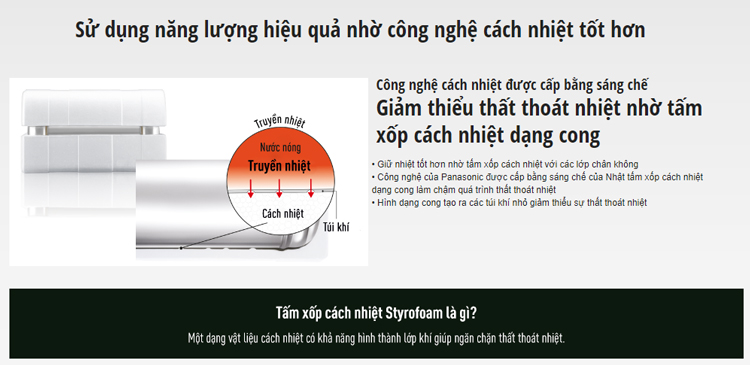 Sử dụng năng lượng hiệu quả nhờ công nghệ cách nhiệt tốt hơn
Truyền nhiệt
Nước nóng
Truyền nhiệt
Cách nhiệt
Túi khí
Công nghệ cách nhiệt được cấp bằng sáng chế
Giảm thiểu thất thoát nhiệt nhờ tấm
xốp cách nhiệt dạng cong
• Giữ nhiệt tốt hơn nhờ tấm xốp cách nhiệt với các lớp chân không
• Công nghệ của Panasonic được cấp bằng sáng chế của Nhật tấm xốp cách nhiệt
dạng cong làm chậm quá trình thất thoát nhiệt
• Hình dạng cong tạo ra các túi khí nhỏ giảm thiểu sự thất thoát nhiệt
Tấm xốp cách nhiệt Styrofoam là gì?
Một dạng vật liệu cách nhiệt có khả năng hình thành lớp khí giúp ngăn chặn thất thoát nhiệt.